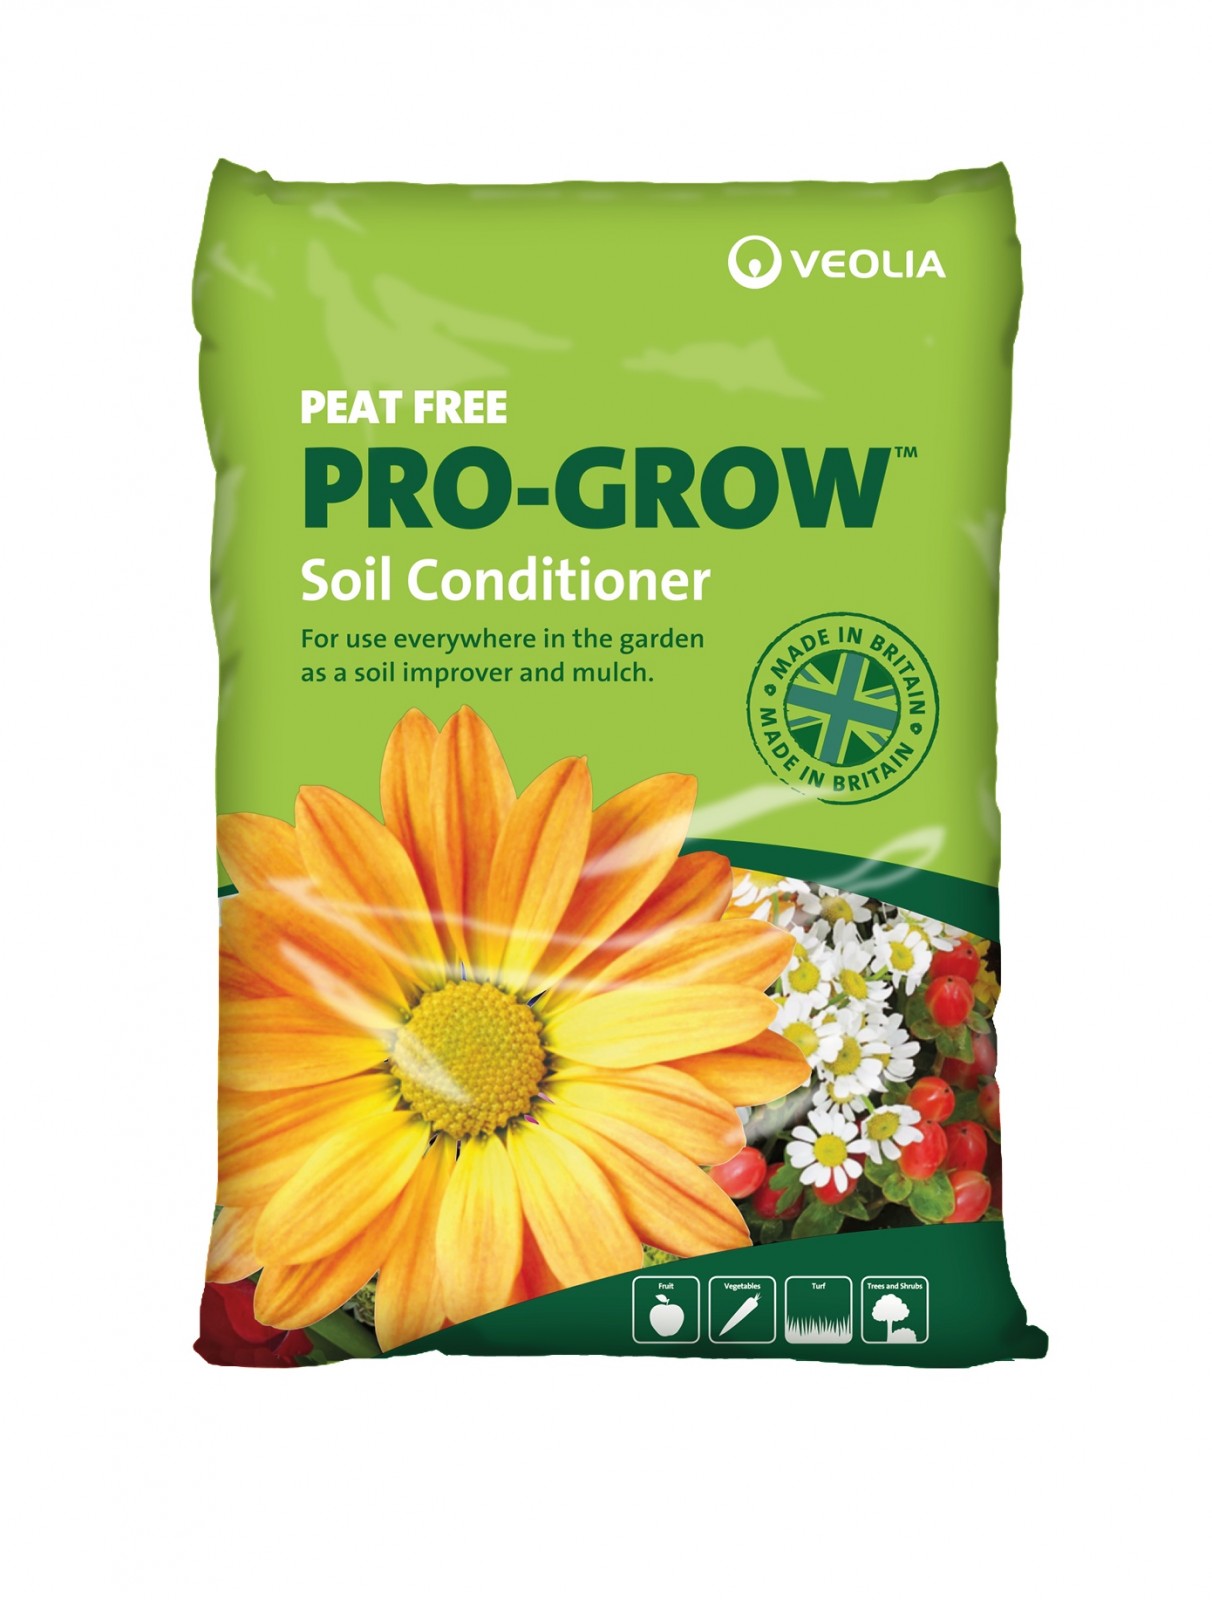 VEOLIA
PEAT FREE
PRO-GROW™
Soil Conditioner
For use everywhere in the garden
as a soil improver and mulch.
MADE IN BRITAIN
MADE IN BRITAIN
Fruit
Vegetables
Turf
Trees and Shrubs